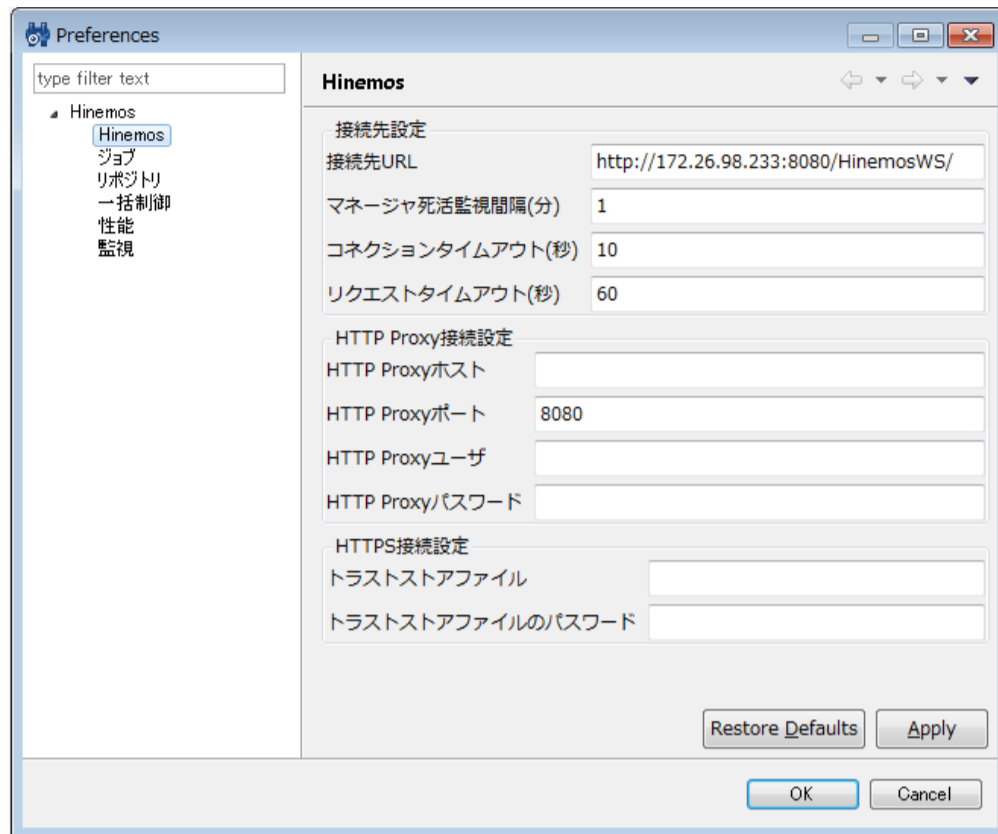 Preferences
type filter text
Hinemos
Hinemos
ジョブ
リポジトリ
一括制御
性能
監視
Hinemos
接続先設定
接続先URL http://172.26.98.233:8080/HinemosWS/
マネージャ死活監視間隔(分) 1
コネクションタイムアウト(秒) 10
リクエストタイムアウト(秒) 60
HTTP Proxy接続設定
HTTP Proxyホスト
HTTP Proxyポート 8080
HTTP Proxyユーザ
HTTP Proxyパスワード
HTTPS接続設定
トラストストアファイル
トラストストアファイルのパスワード
Restore Defaults Apply
OK Cancel